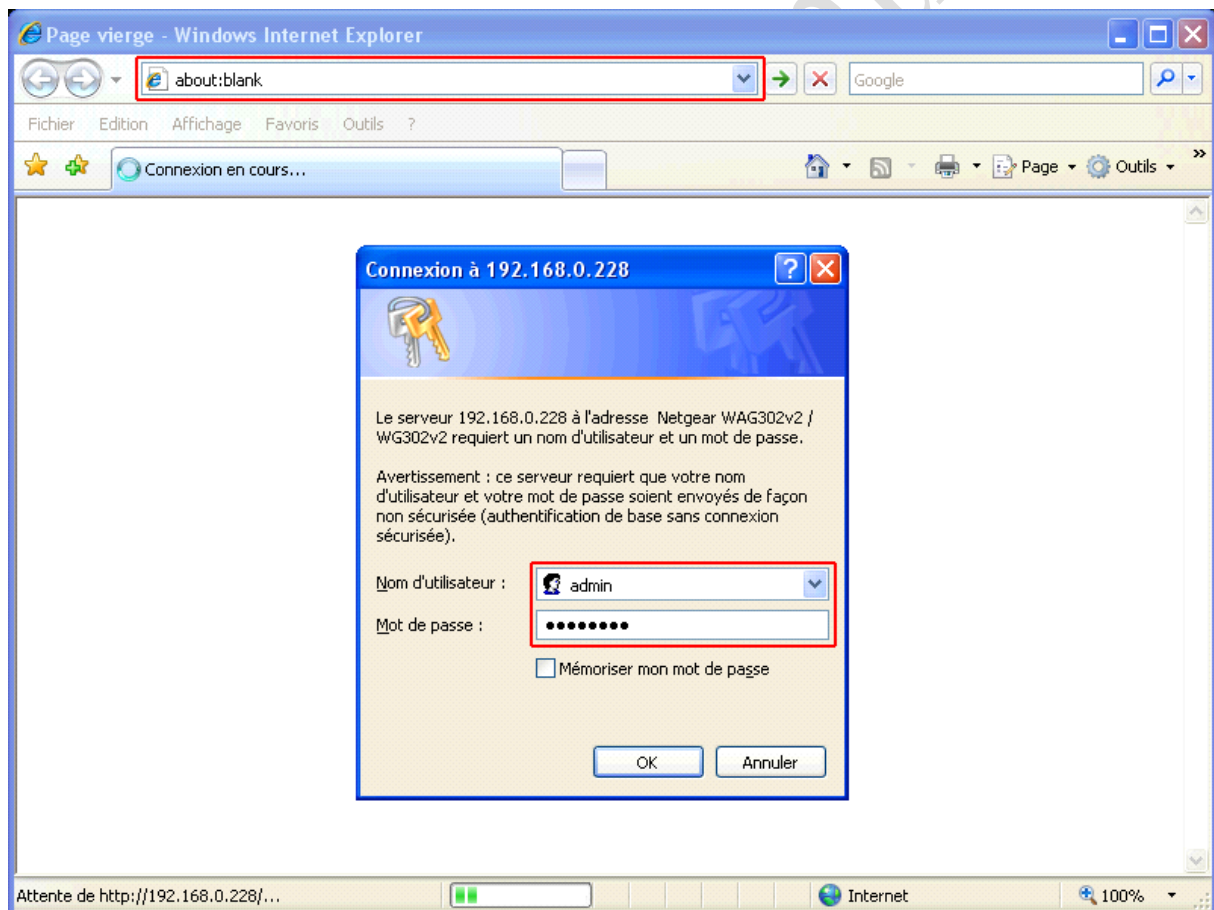 Page vierge - Windows Internet Explorer
about:blank
Google
Fichier Edition Affichage Favoris Outils ?
Connexion en cours...
Page Outils »
Connexion à 192.168.0.228
Le serveur 192.168.0.228 à l'adresse Netgear WAG302v2 /
WG302v2 requiert un nom d'utilisateur et un mot de passe.
Avertissement : ce serveur requiert que votre nom
d'utilisateur et votre mot de passe soient envoyés de façon
non sécurisée (authentification de base sans connexion
sécurisée).
Nom d'utilisateur : admin
Mot de passe : ••••••••
Mémoriser mon mot de passe
OK Annuler
Attente de http://192.168.0.228/... Internet 100%